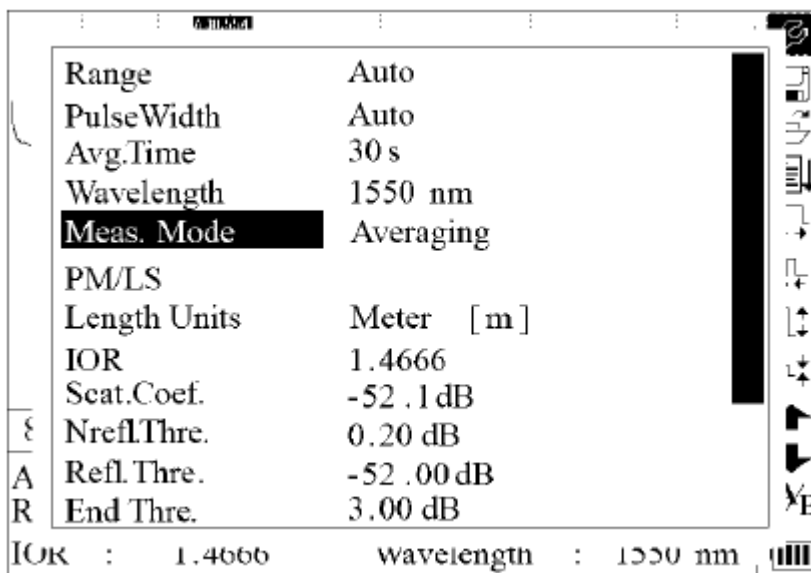 Range Auto
PulseWidth Auto
Avg.Time 30 s
Wavelength 1550 nm
Meas. Mode Averaging
PM/LS
Length Units Meter [m]
IOR 1.4666
Scat.Coef. -52 .1dB
Nrefl.Thre. 0.20 dB
Refl.Thre. -52 .00 dB
A
End Thre. 3.00 dB
R
IOR : 1.4666 Wavelength : 1550 nm